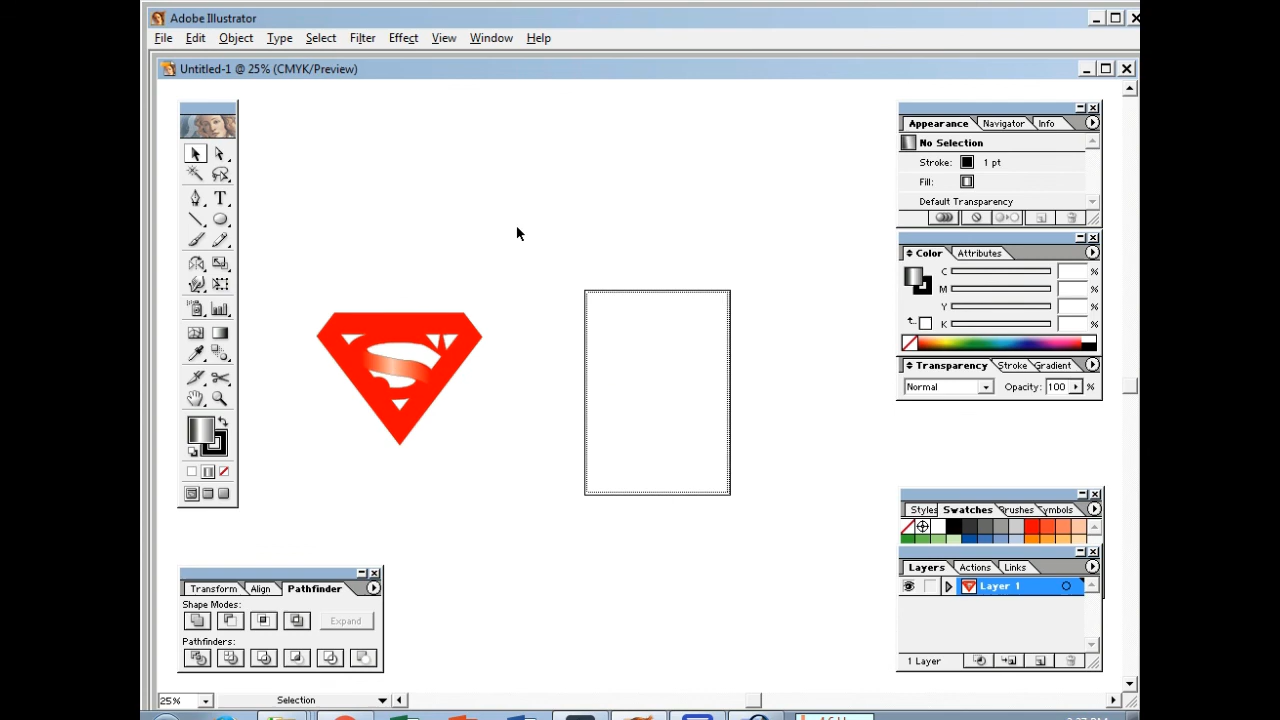 Adobe Illustrator
File Edit Object Type Select Filter Effect View Window Help
Untitled-1 @ 25% (CMYK/Preview)
Appearance Navigator Info
No Selection
Stroke: 1 pt
Fill:
Default Transparency
Color Attributes
C %
M %
Y %
K %
Transparency Stroke Gradient
Normal Opacity: 100 %
Styles Swatches Brushes Symbols
Layers Actions Links
Layer 1
1 Layer
Transform Align Pathfinder
Shape Modes:
Expand
Pathfinders:
25% Selection